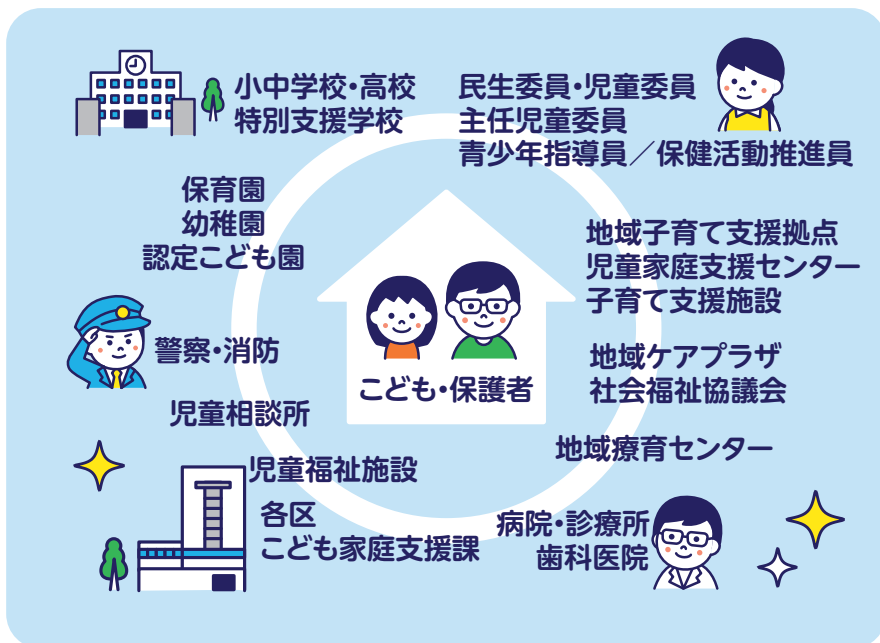 小中学校・高校
特別支援学校
民生委員・児童委員
主任児童委員
青少年指導員／保健活動推進員
保育園
幼稚園
認定こども園
地域子育て支援拠点
児童家庭支援センター
子育て支援施設
警察・消防
こども・保護者
地域ケアプラザ
社会福祉協議会
児童相談所
地域療育センター
児童福祉施設
各区
こども家庭支援課
病院・診療所
歯科医院